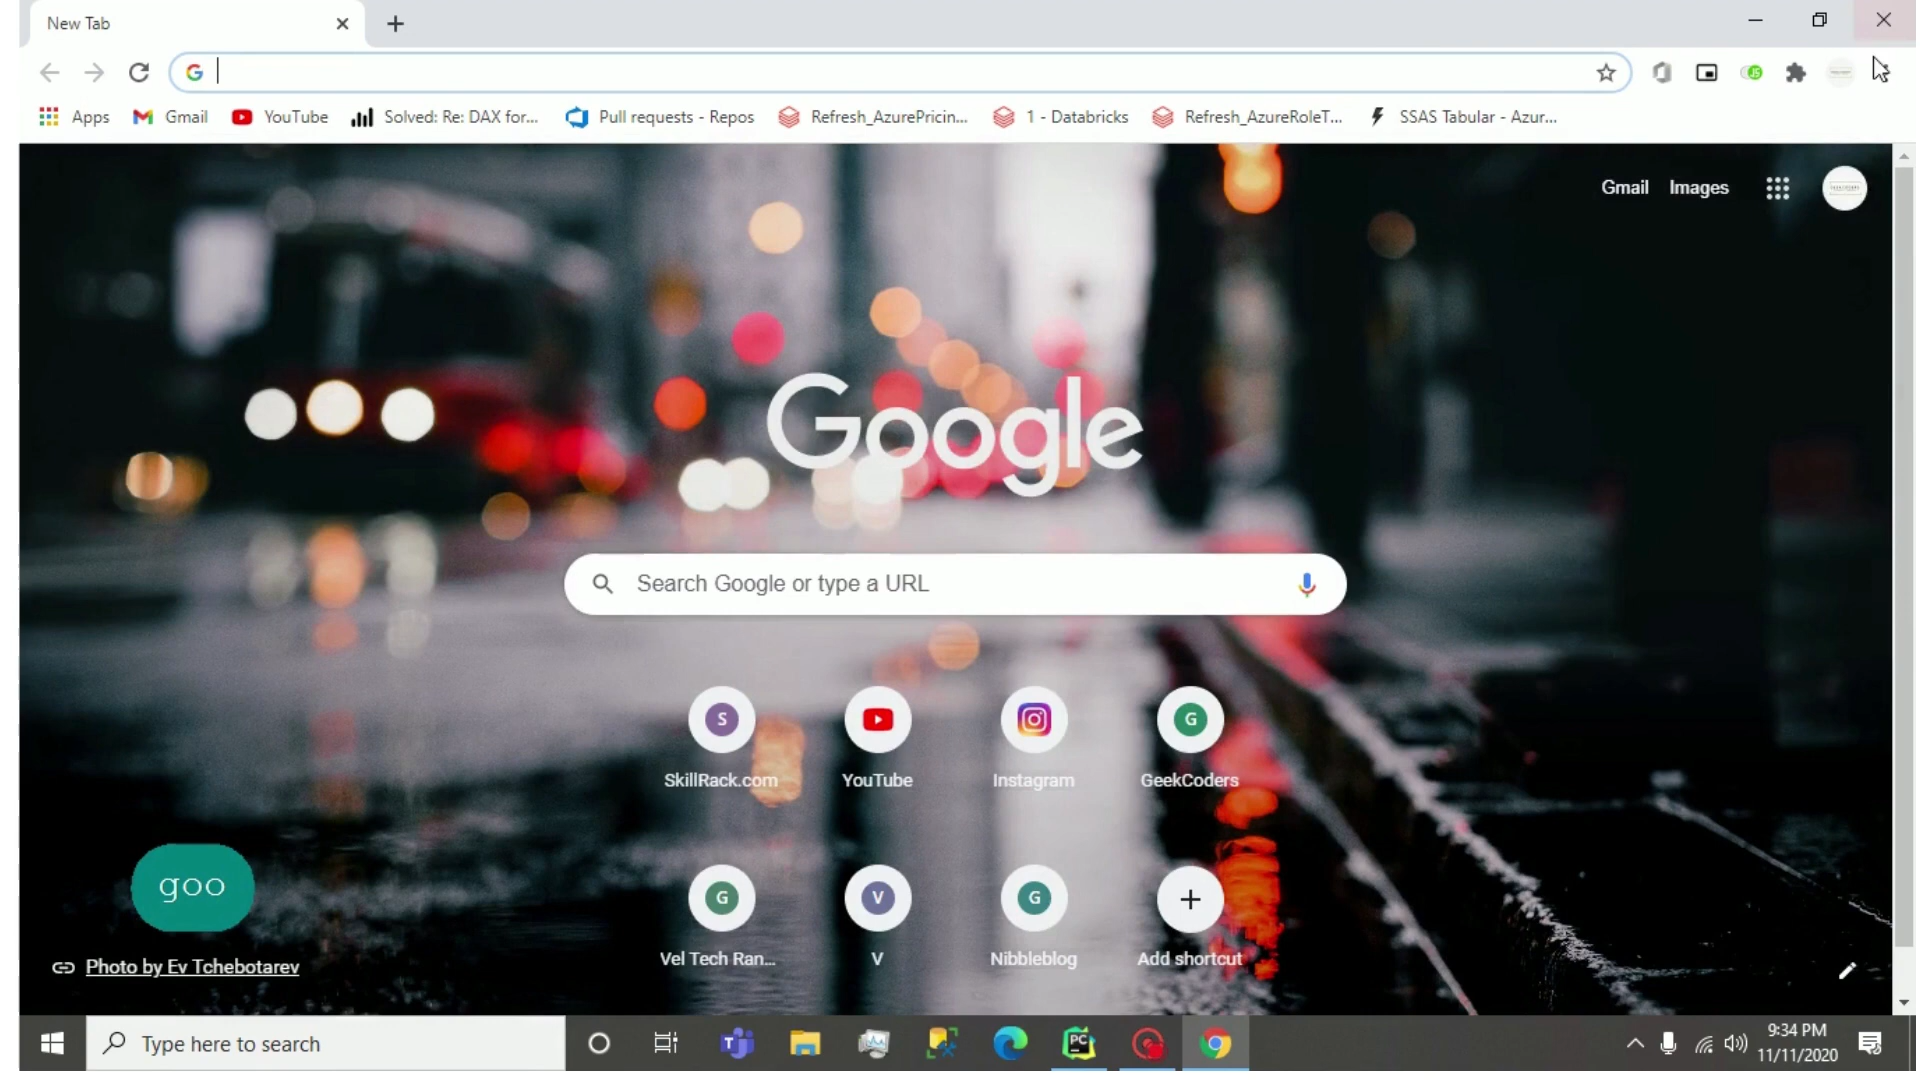 New Tab
Apps Gmail YouTube Solved: Re: DAX for... Pull requests - Repos Refresh_AzurePricin... 1 - Databricks Refresh_AzureRoleT... SSAS Tabular - Azur...
Gmail Images
Google
Search Google or type a URL
S G
SkillRack.com YouTube Instagram GeekCoders
goo
G V G
Vel Tech Ran... V Nibbleblog Add shortcut
Photo by Ev Tchebotarev
Type here to search
PC
9:34 PM
11/11/2020